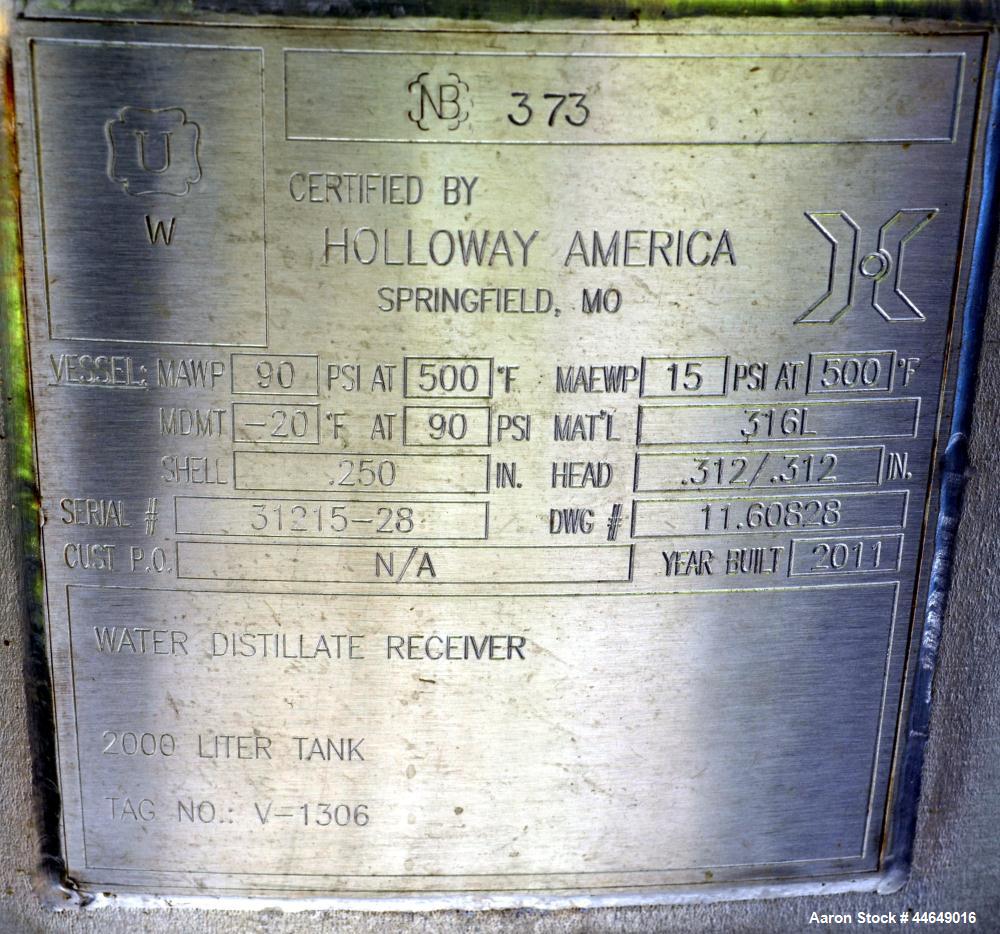 NB 373
U
W
CERTIFIED BY
HOLLOWAY AMERICA
SPRINGFIELD, MO
VESSEL: MAWP 90 PSI AT 500 °F MAEWP 15 PSI AT 500 °F
MDMT -20 °F AT 90 PSI MAT'L 316L
SHELL .250 IN. HEAD .312/.312 IN.
SERIAL # 31215-28 DWG # 11.60828
CUST P.O. N/A YEAR BUILT 2011
WATER DISTILLATE RECEIVER
2000 LITER TANK
TAG NO.: V-1306
Aaron Stock # 44649016